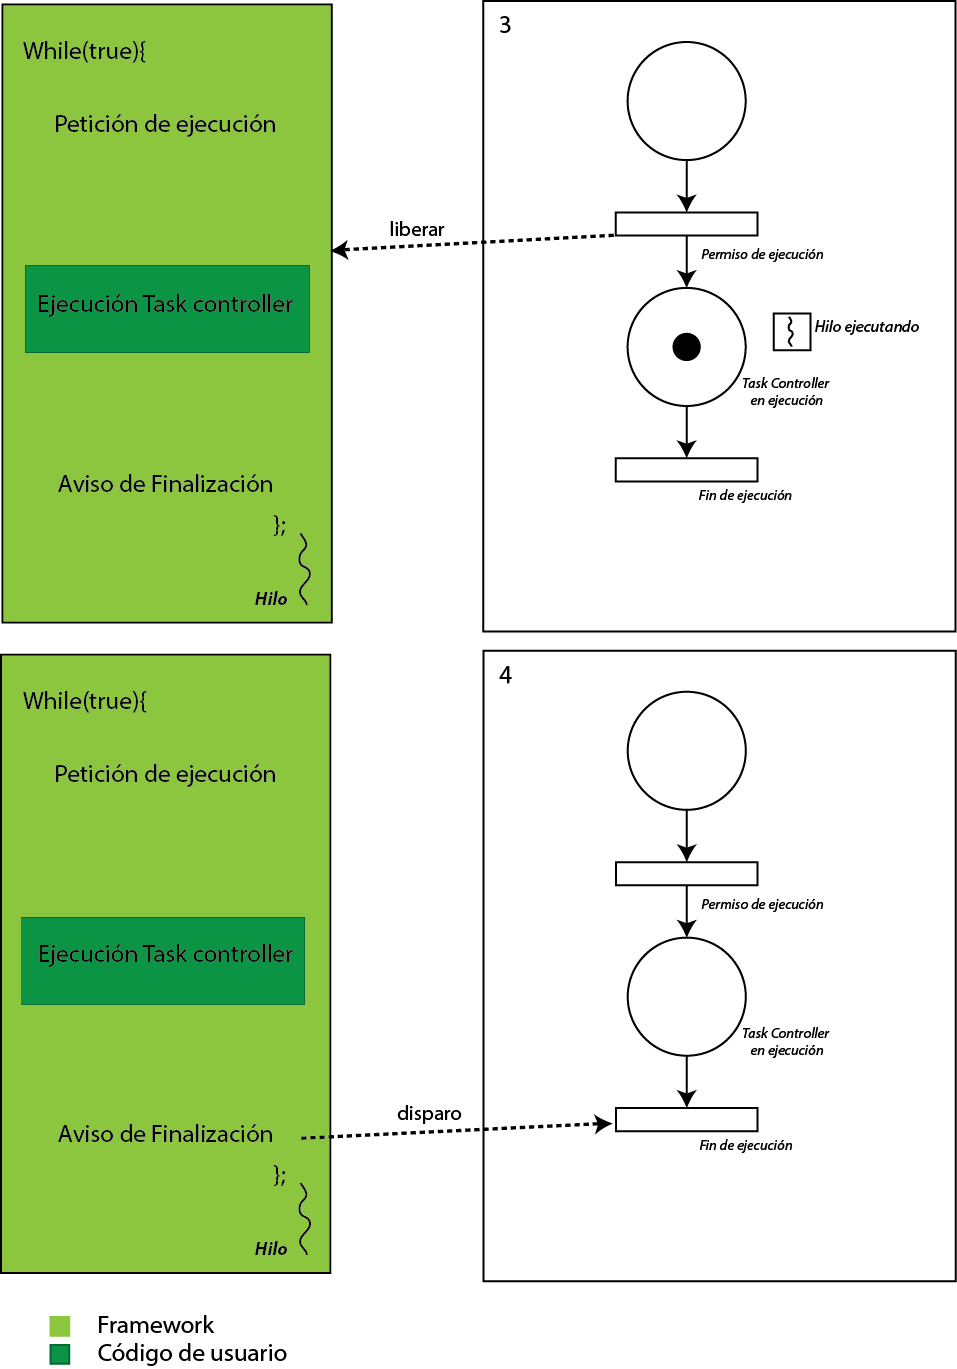 While(true){
Petición de ejecución
Ejecución Task controller
Aviso de Finalización
};
Hilo
liberar
3
Permiso de ejecución
Hilo ejecutando
Task Controller
en ejecución
Fin de ejecución
While(true){
Petición de ejecución
Ejecución Task controller
Aviso de Finalización
};
Hilo
disparo
4
Permiso de ejecución
Task Controller
en ejecución
Fin de ejecución
Framework
Código de usuario